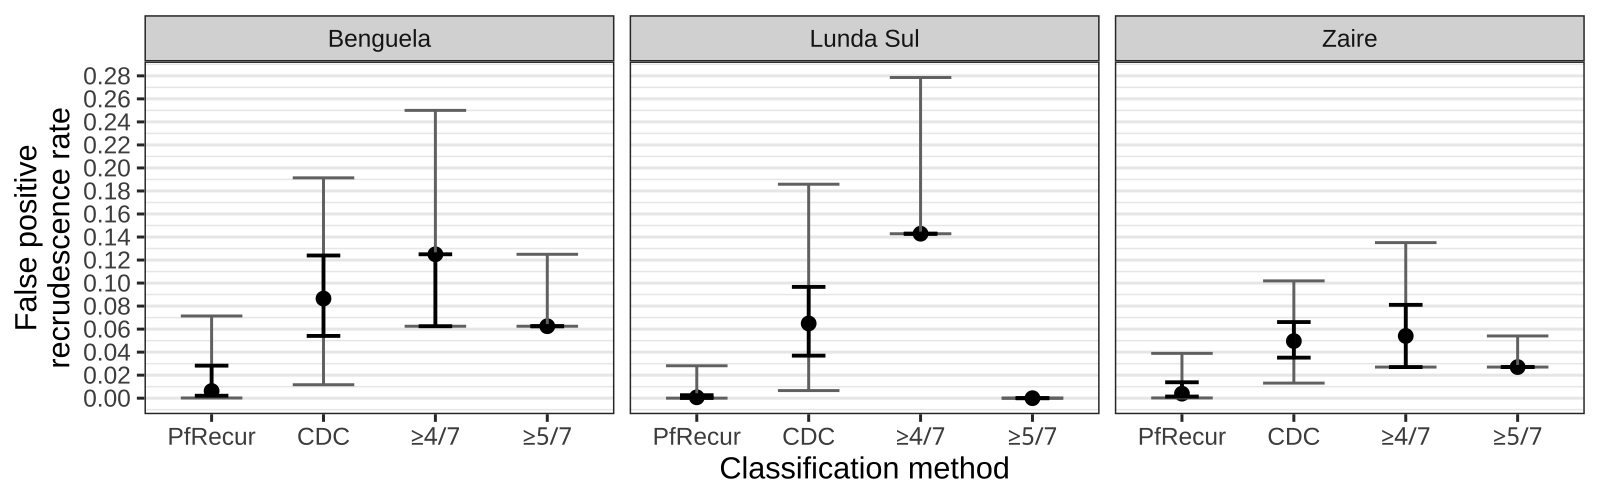 Benguela
Lunda Sul
Zaire
False positive
recrudescence rate
0.28
0.26
0.24
0.22
0.20
0.18
0.16
0.14
0.12
0.10
0.08
0.06
0.04
0.02
0.00
PfRecur CDC ≥4/7 ≥5/7
PfRecur CDC ≥4/7 ≥5/7
PfRecur CDC ≥4/7 ≥5/7
Classification method